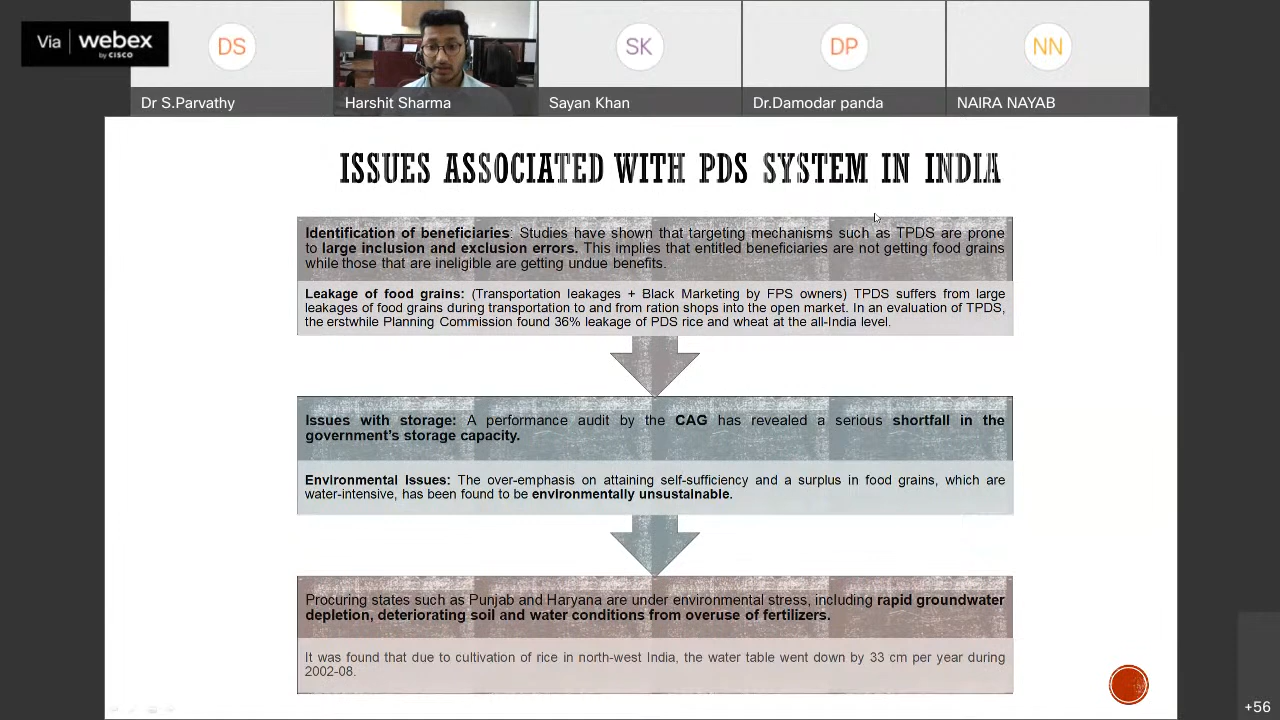 Via webex
by CISCO
DS
SK
DP
NN
Dr S.Parvathy
Harshit Sharma
Sayan Khan
Dr.Damodar panda
NAIRA NAYAB
ISSUES ASSOCIATED WITH PDS SYSTEM IN INDIA
Identification of beneficiaries: Studies have shown that targeting mechanisms such as TPDS are prone
to large inclusion and exclusion errors. This implies that entitled beneficiaries are not getting food grains
while those that are ineligible are getting undue benefits.
Leakage of food grains: (Transportation leakages + Black Marketing by FPS owners) TPDS suffers from large
leakages of food grains during transportation to and from ration shops into the open market. In an evaluation of TPDS,
the erstwhile Planning Commission found 36% leakage of PDS rice and wheat at the all-India level.
Issues with storage: A performance audit by the CAG has revealed a serious shortfall in the
government's storage capacity.
Environmental Issues: The over-emphasis on attaining self-sufficiency and a surplus in food grains, which are
water-intensive, has been found to be environmentally unsustainable.
Procuring states such as Punjab and Haryana are under environmental stress, including rapid groundwater
depletion, deteriorating soil and water conditions from overuse of fertilizers.
It was found that due to cultivation of rice in north-west India, the water table went down by 33 cm per year during
2002-08.
+56